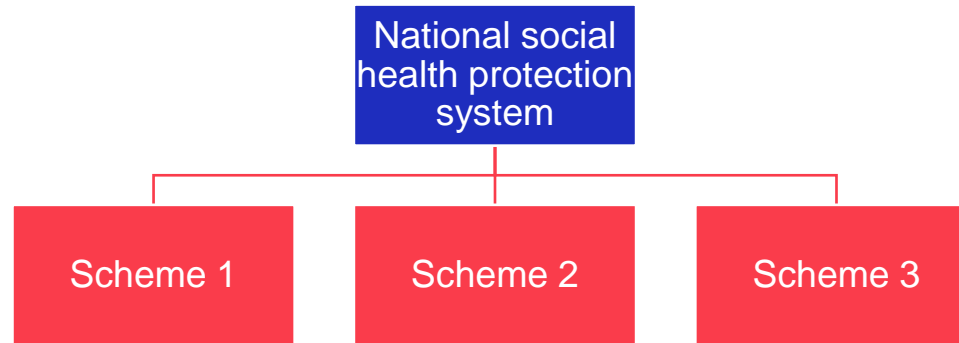 National social
health protection
system
Scheme 1
Scheme 2
Scheme 3